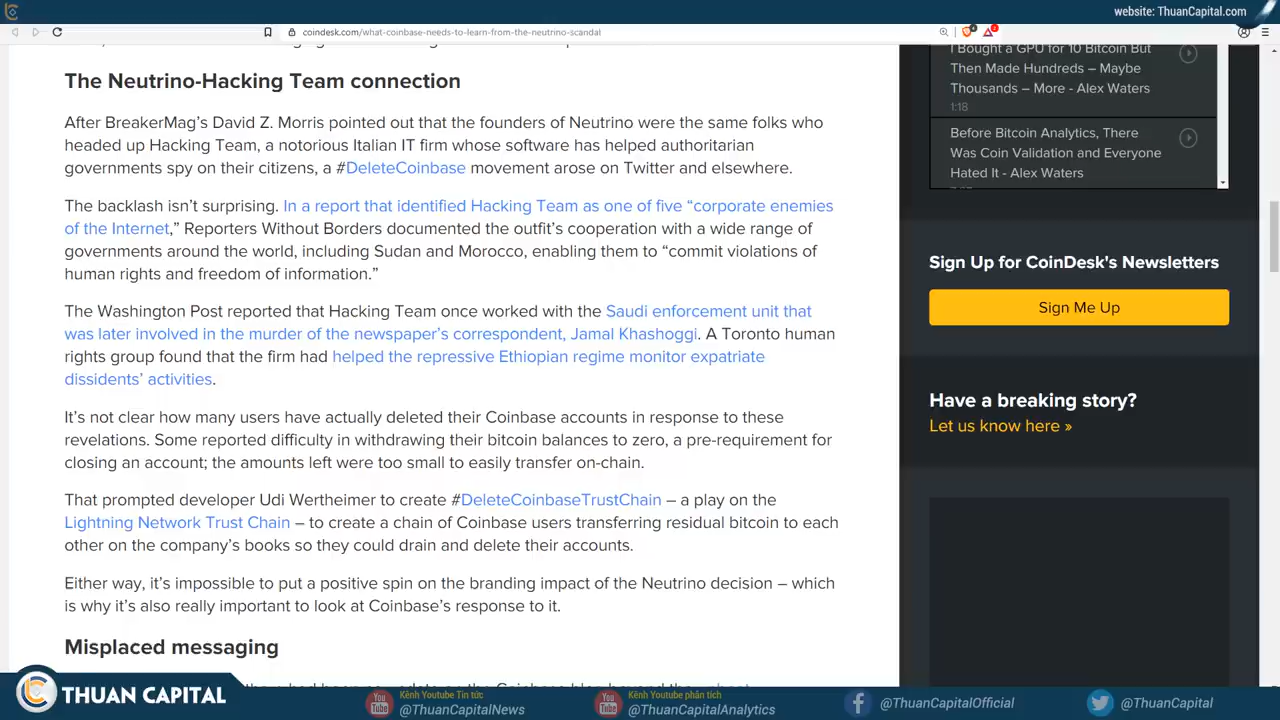 website: ThuanCapital.com
coindesk.com/what-coinbase-needs-to-learn-from-the-neutrino-scandal
The Neutrino-Hacking Team connection
After BreakerMag’s David Z. Morris pointed out that the founders of Neutrino were the same folks who
headed up Hacking Team, a notorious Italian IT firm whose software has helped authoritarian
governments spy on their citizens, a #DeleteCoinbase movement arose on Twitter and elsewhere.
The backlash isn’t surprising. In a report that identified Hacking Team as one of five “corporate enemies
of the Internet,” Reporters Without Borders documented the outfit’s cooperation with a wide range of
governments around the world, including Sudan and Morocco, enabling them to “commit violations of
human rights and freedom of information.”
The Washington Post reported that Hacking Team once worked with the Saudi enforcement unit that
was later involved in the murder of the newspaper’s correspondent, Jamal Khashoggi. A Toronto human
rights group found that the firm had helped the repressive Ethiopian regime monitor expatriate
dissidents’ activities.
It’s not clear how many users have actually deleted their Coinbase accounts in response to these
revelations. Some reported difficulty in withdrawing their bitcoin balances to zero, a pre-requirement for
closing an account; the amounts left were too small to easily transfer on-chain.
That prompted developer Udi Wertheimer to create #DeleteCoinbaseTrustChain – a play on the
Lightning Network Trust Chain – to create a chain of Coinbase users transferring residual bitcoin to each
other on the company’s books so they could drain and delete their accounts.
Either way, it’s impossible to put a positive spin on the branding impact of the Neutrino decision – which
is why it’s also really important to look at Coinbase’s response to it.
Misplaced messaging
I Bought a GPU for 10 Bitcoin But
Then Made Hundreds – Maybe
Thousands – More - Alex Waters
1:18
Before Bitcoin Analytics, There
Was Coin Validation and Everyone
Hated It - Alex Waters
Sign Up for CoinDesk's Newsletters
Sign Me Up
Have a breaking story?
Let us know here »
THUAN CAPITAL
Kênh Youtube Tin tức
@ThuanCapitalNews
Kênh Youtube phân tích
@ThuanCapitalAnalytics
@ThuanCapitalOfficial
@ThuanCapital